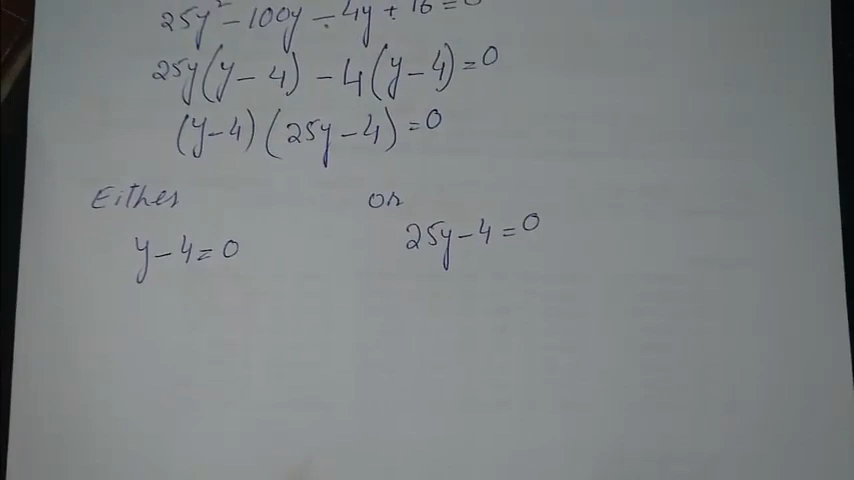 25y² - 100y - 4y + 16 = 0
25y(y - 4) - 4(y - 4) = 0
(y - 4)(25y - 4) = 0
Either or
y - 4 = 0 25y - 4 = 0